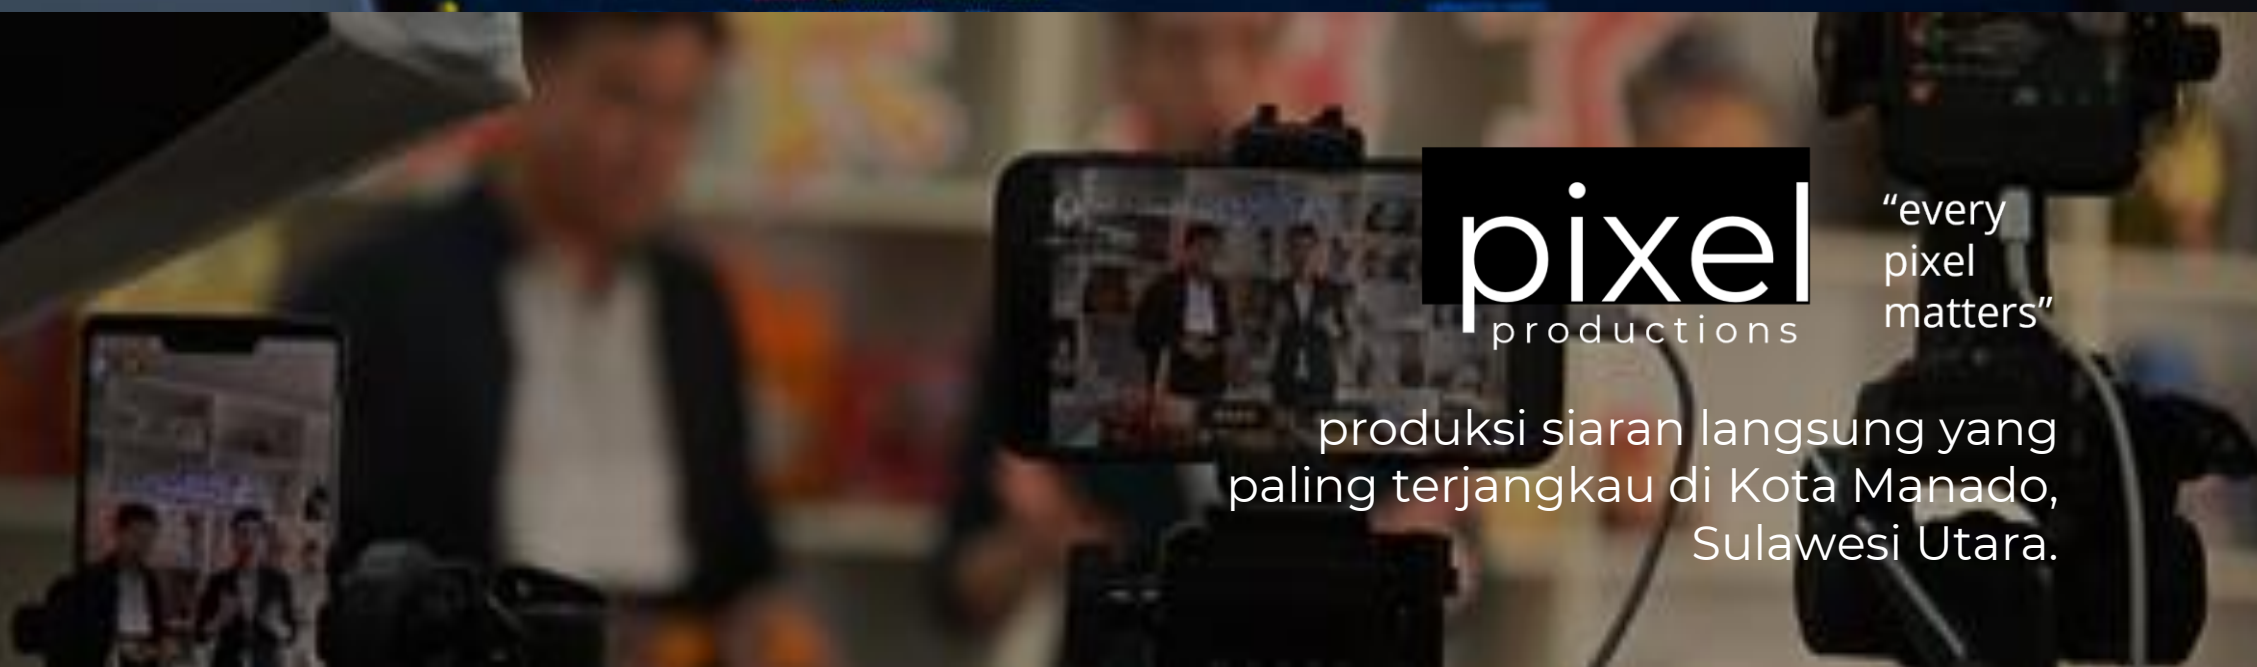 pixel
productions
“every
pixel
matters”
produksi siaran langsung yang
paling terjangkau di Kota Manado,
Sulawesi Utara.